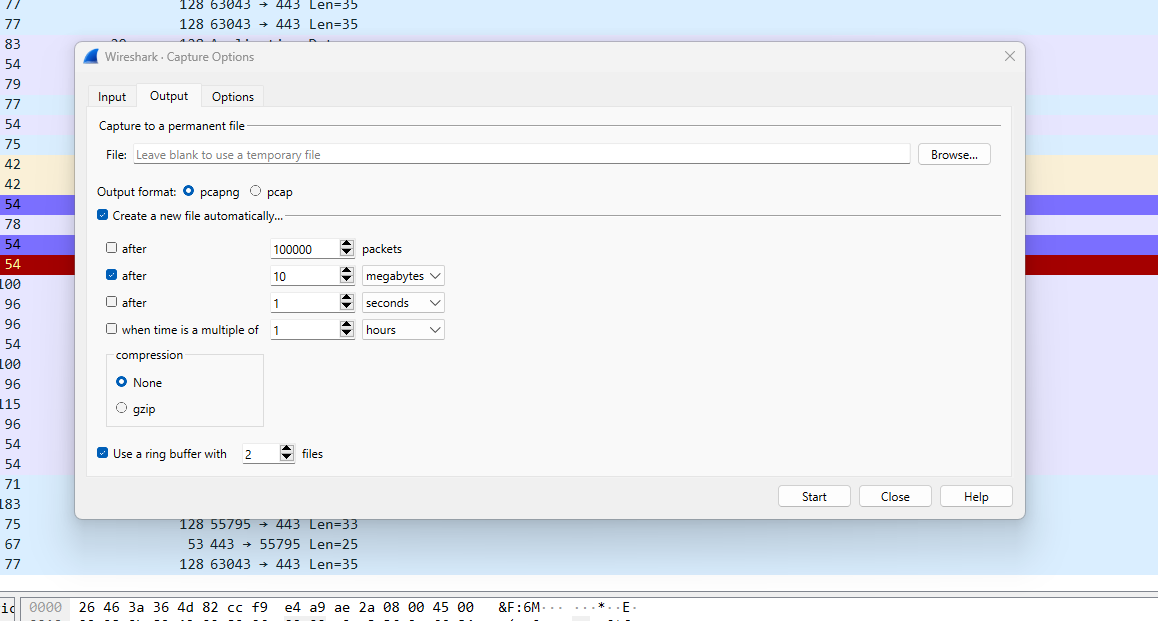 77 128 63043 → 443 Len=35
77 128 63043 → 443 Len=35
83
Wireshark · Capture Options
54
79
Input Output Options
77
54
Capture to a permanent file
75
File: Leave blank to use a temporary file Browse...
42
42
Output format: pcapng pcap
54
Create a new file automatically...
78
54
after 100000 packets
54
after 10 megabytes
100
96
after 1 seconds
96
when time is a multiple of 1 hours
54
compression
100
96
None
115
gzip
96
54
Use a ring buffer with 2 files
54
71
Start Close Help
183
75 128 55795 → 443 Len=33
67 53 443 → 55795 Len=25
77 128 63043 → 443 Len=35
0000 26 46 3a 36 4d 82 cc f9 e4 a9 ae 2a 08 00 45 00 &F:6M··· ···*··E·